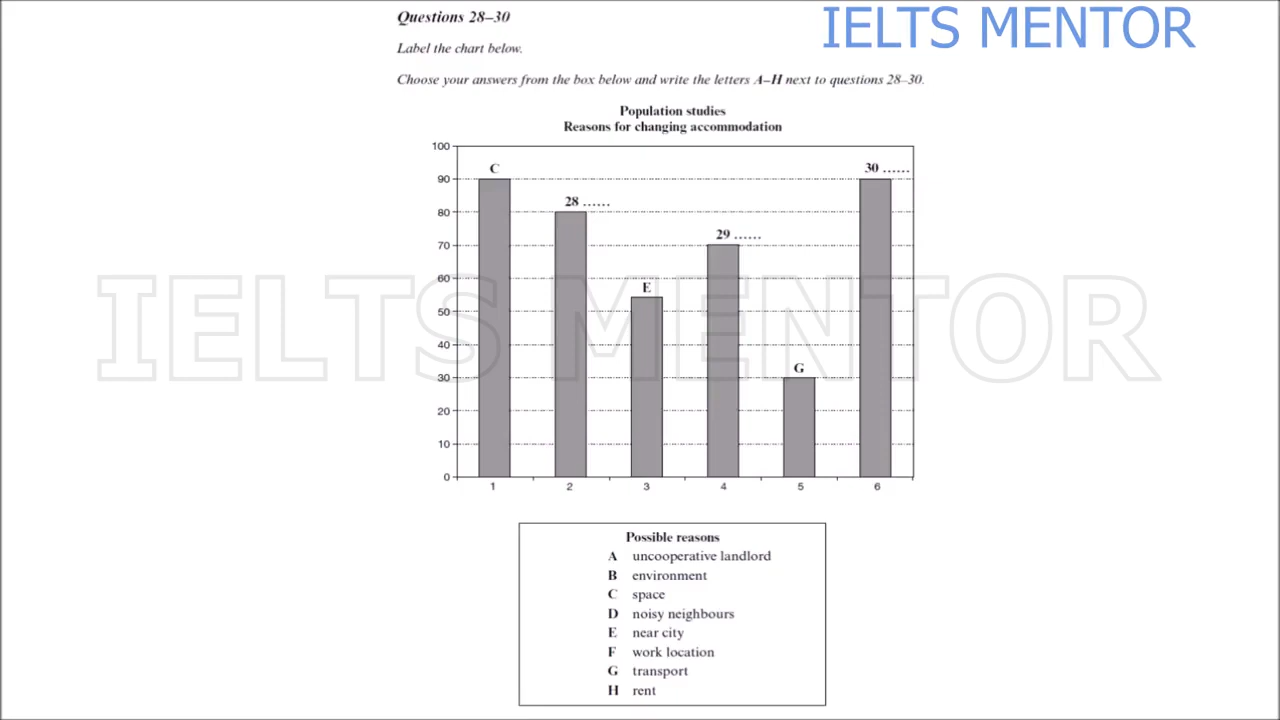 IELTS MENTOR
Questions 28–30
Label the chart below.
Choose your answers from the box below and write the letters A–H next to questions 28–30.
Population studies
Reasons for changing accommodation
100
90
80
70
60
50
40
30
20
10
0
C
28 ......
E
29 ......
G
30 ......
1 2 3 4 5 6
IELTS MENTOR
Possible reasons
A uncooperative landlord
B environment
C space
D noisy neighbours
E near city
F work location
G transport
H rent